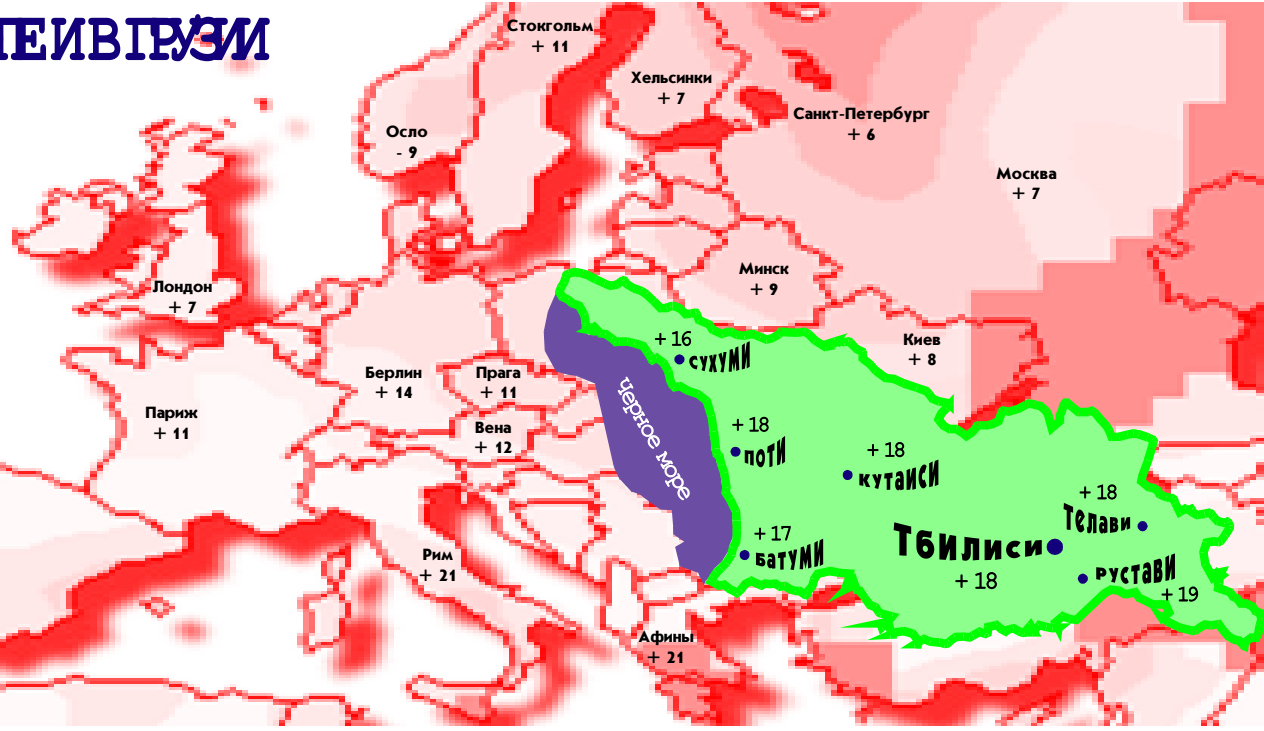 ПЕИВГРУЗИИ
Стокгольм
+ 11
Хельсинки
+ 7
Санкт-Петербург
+ 6
Осло
- 9
Москва
+ 7
Минск
+ 9
Лондон
+ 7
Киев
+ 8
+ 16
СУХУМИ
Берлин
+ 14
Прага
+ 11
Париж
+ 11
Вена
+ 12
Черное море
+ 18
ПОТИ
+ 18
КУТАИСИ
+ 18
Телави
+ 17
БАТУМИ
Тбилиси
+ 18
РУСТАВИ
+ 19
Рим
+ 21
Афины
+ 21